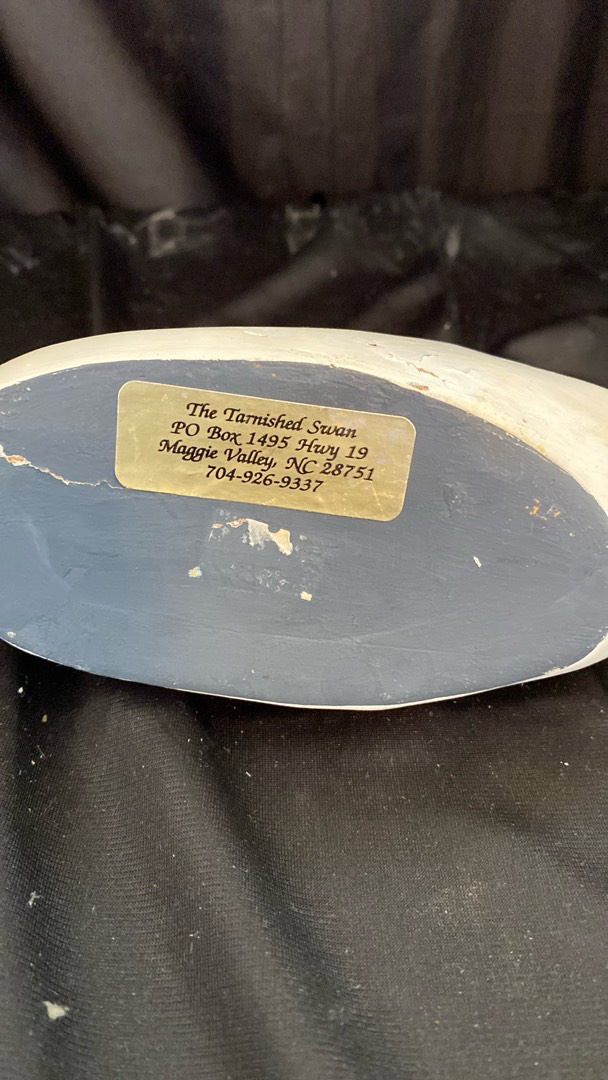 The Tarnished Swan
PO Box 1495 Hwy 19
Maggie Valley, NC 28751
704-926-9337